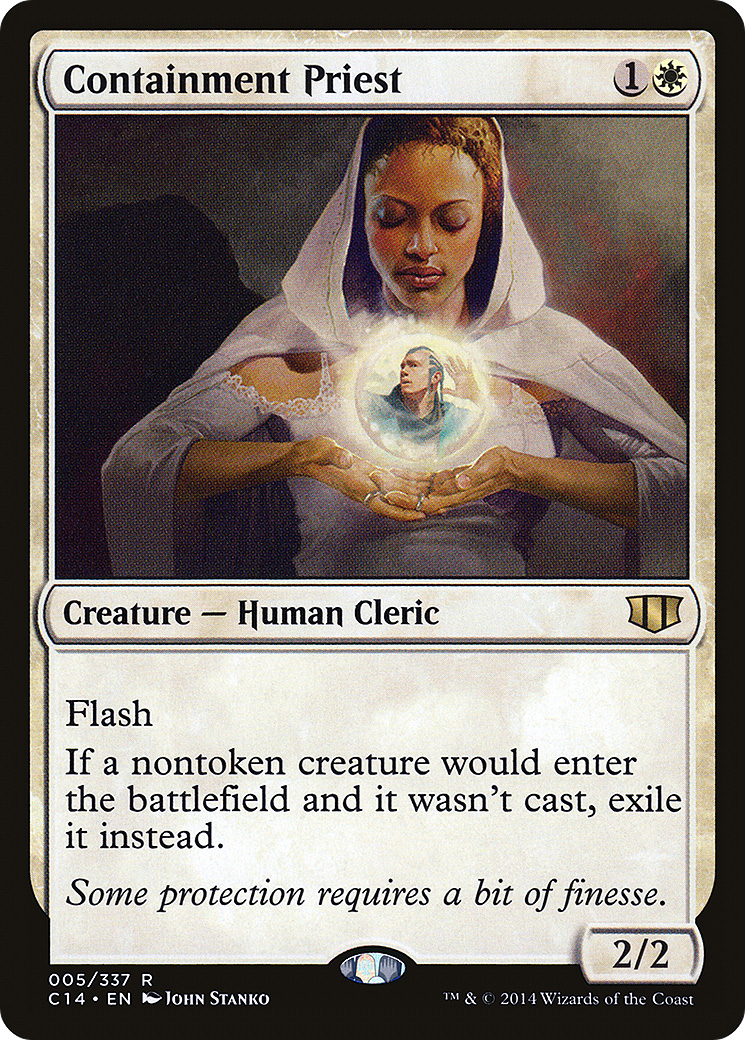 Containment Priest 1
Creature — Human Cleric
Flash
If a nontoken creature would enter
the battlefield and it wasn't cast, exile
it instead.
Some protection requires a bit of finesse.
2/2
005/337 R
C14 • EN John Stanko
™ & © 2014 Wizards of the Coast